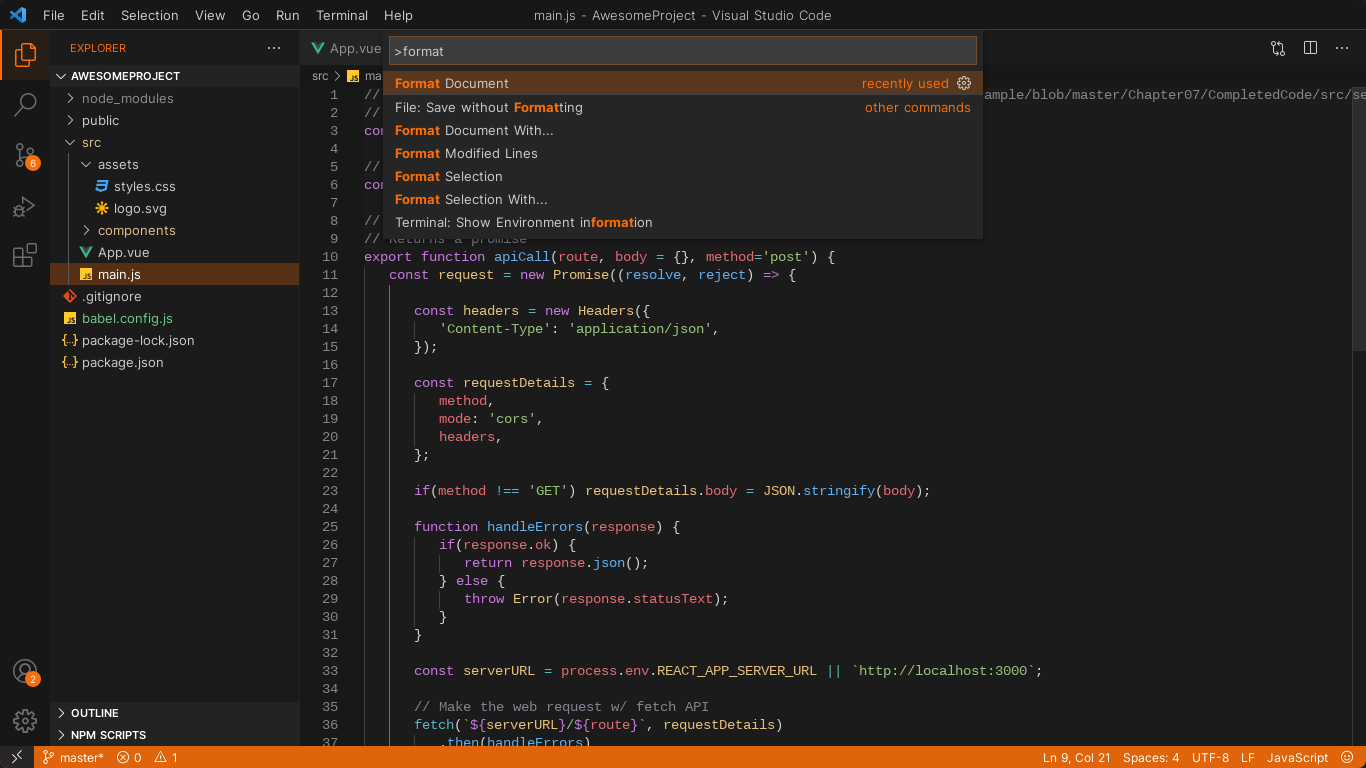 File Edit Selection View Go Run Terminal Help
main.js - AwesomeProject - Visual Studio Code
EXPLORER
AWESOMEPROJECT
node_modules
public
src
assets
styles.css
logo.svg
components
App.vue
main.js
.gitignore
babel.config.js
package-lock.json
package.json
OUTLINE
NPM SCRIPTS
6
2
App.vue
>format
src > JS
Format Document recently used
File: Save without Formatting other commands
Format Document With...
Format Modified Lines
Format Selection
Format Selection With...
Terminal: Show Environment information
1 //
2 //
3
4
5 //
6
7
8 //
9 // Returns a promise
10 export function apiCall(route, body = {}, method='post') {
11 const request = new Promise((resolve, reject) => {
12
13 const headers = new Headers({
14 'Content-Type': 'application/json',
15 });
16
17 const requestDetails = {
18 method,
19 mode: 'cors',
20 headers,
21 };
22
23 if(method !== 'GET') requestDetails.body = JSON.stringify(body);
24
25 function handleErrors(response) {
26 if(response.ok) {
27 return response.json();
28 } else {
29 throw Error(response.statusText);
30 }
31 }
32
33 const serverURL = process.env.REACT_APP_SERVER_URL || `http://localhost:3000`;
34
35 // Make the web request w/ fetch API
36 fetch(`${serverURL}/${route}`, requestDetails)
37 .then(handleErrors)
master* 0 1
Ln 9, Col 21 Spaces: 4 UTF-8 LF JavaScript